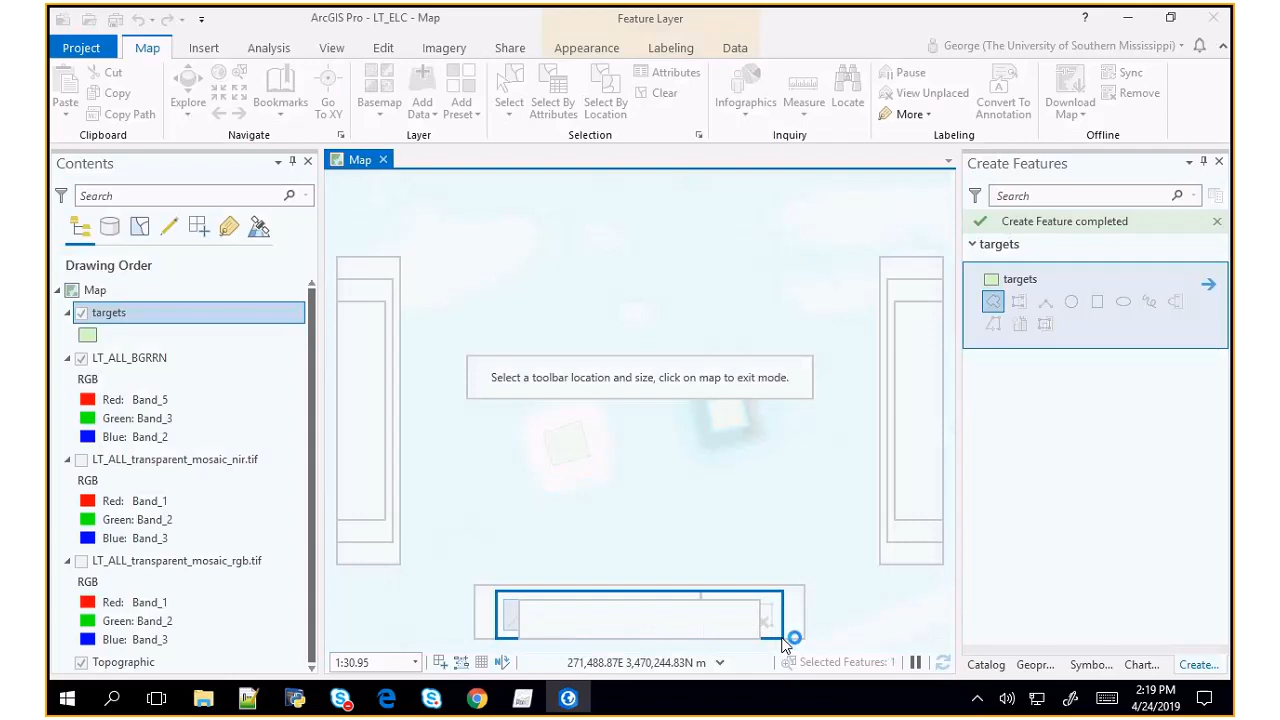 ArcGIS Pro - LT_ELC - Map
Feature Layer
?
Project
Map
Insert
Analysis
View
Edit
Imagery
Share
Appearance
Labeling
Data
George (The University of Southern Mississippi)
Paste
Cut
Copy
Copy Path
Clipboard
Explore
Bookmarks
Go To XY
Navigate
Basemap
Add Data
Add Preset
Layer
Select
Select By Attributes
Select By Location
Attributes
Clear
Selection
Infographics
Measure
Locate
Inquiry
Pause
View Unplaced
More
Convert To Annotation
Labeling
Download Map
Sync
Remove
Offline
Contents
Search
Drawing Order
Map
targets
LT_ALL_BGRRN
RGB
Red: Band_5
Green: Band_3
Blue: Band_2
LT_ALL_transparent_mosaic_nir.tif
RGB
Red: Band_1
Green: Band_2
Blue: Band_3
LT_ALL_transparent_mosaic_rgb.tif
RGB
Red: Band_1
Green: Band_2
Blue: Band_3
Topographic
Map
Select a toolbar location and size, click on map to exit mode.
1:30.95
271,488.87E 3,470,244.83N m
Selected Features: 1
Create Features
Search
Create Feature completed
targets
targets
Catalog
Geopr...
Symbo...
Chart...
Create...
2:19 PM
4/24/2019